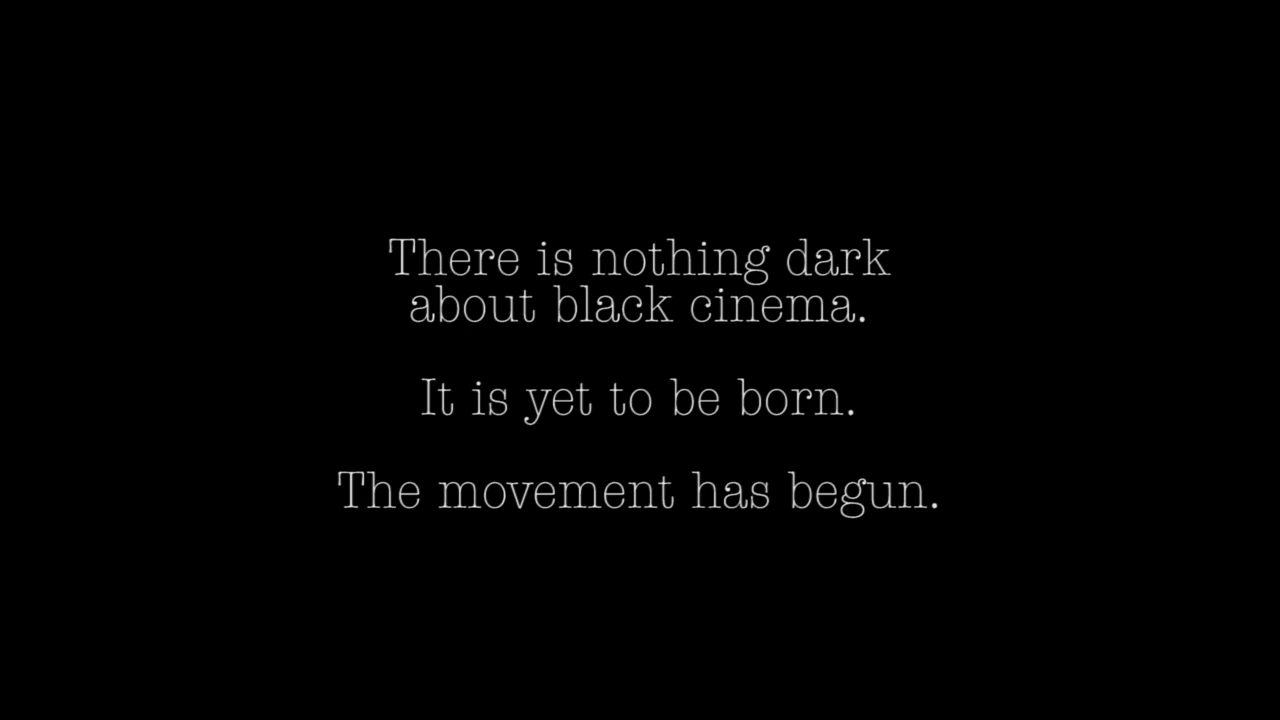 There is nothing dark
about black cinema.
It is yet to be born.
The movement has begun.